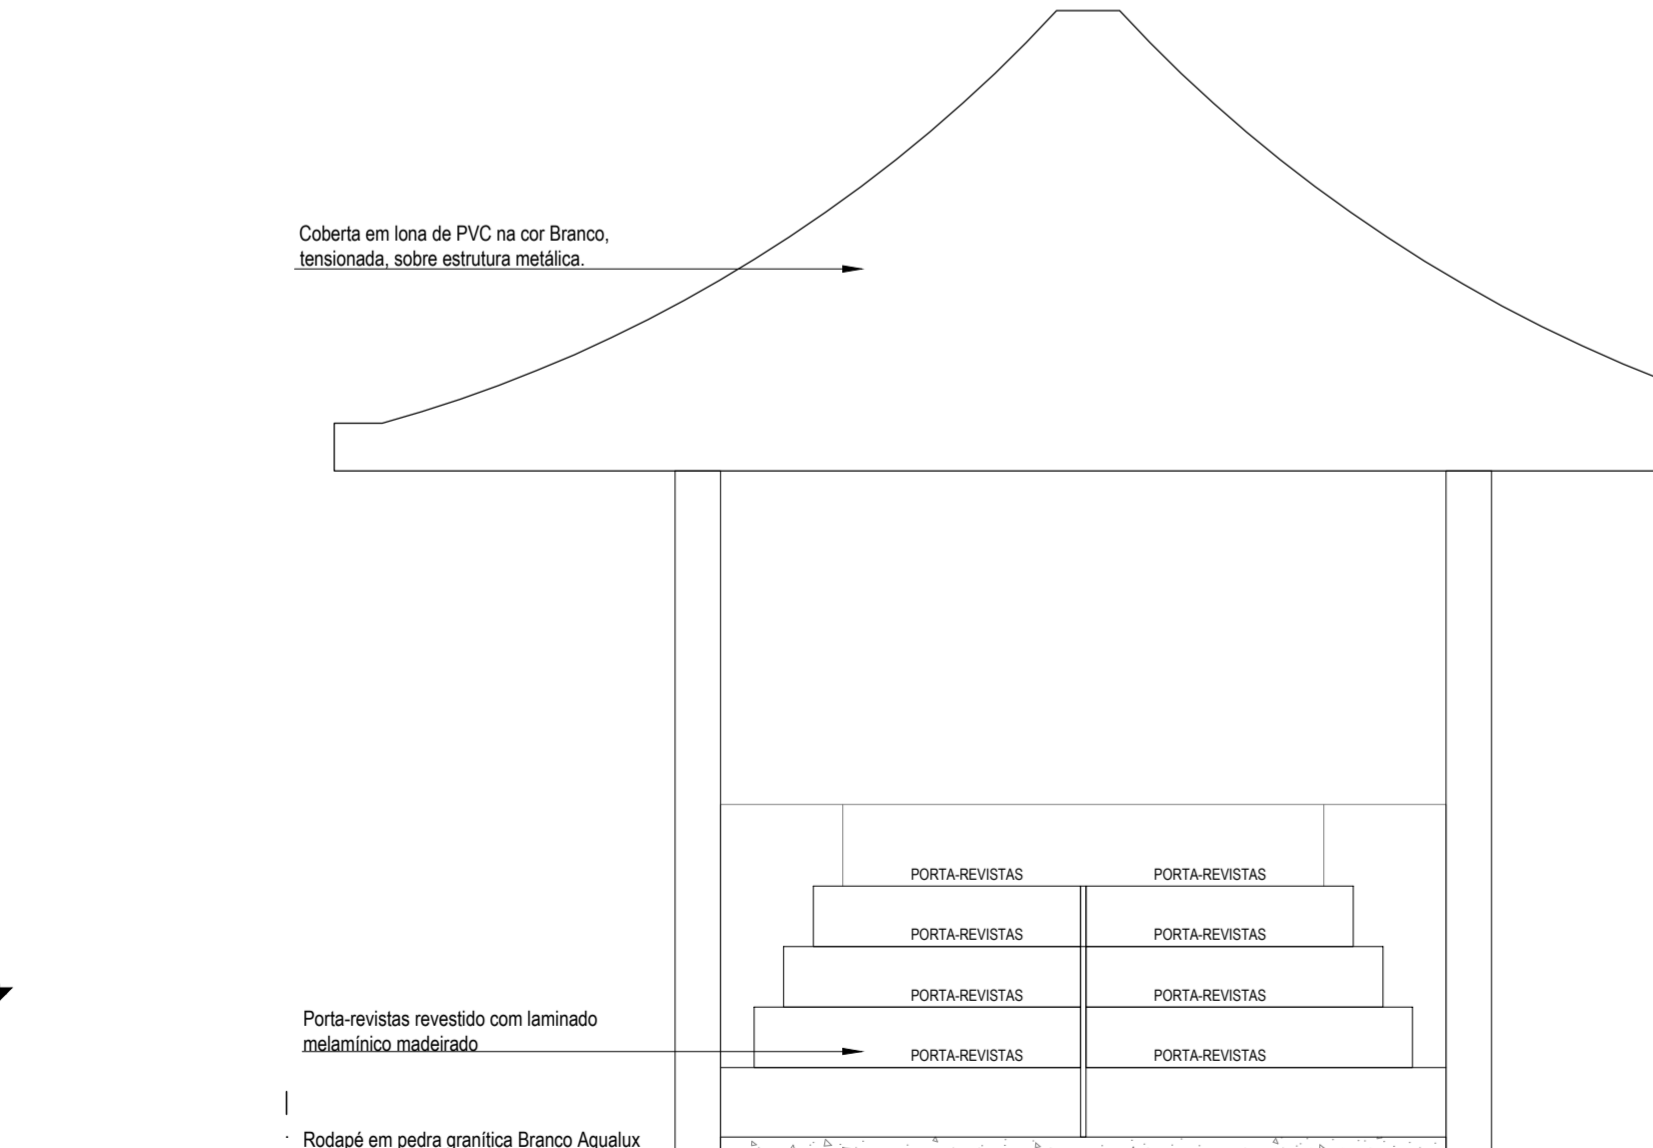 Coberta em lona de PVC na cor Branco,
tensionada, sobre estrutura metálica.
PORTA-REVISTAS PORTA-REVISTAS
PORTA-REVISTAS PORTA-REVISTAS
PORTA-REVISTAS PORTA-REVISTAS
Porta-revistas revestido com laminado
melamínico madeirado
PORTA-REVISTAS PORTA-REVISTAS
Rodapé em pedra granítica Branco Aqualux